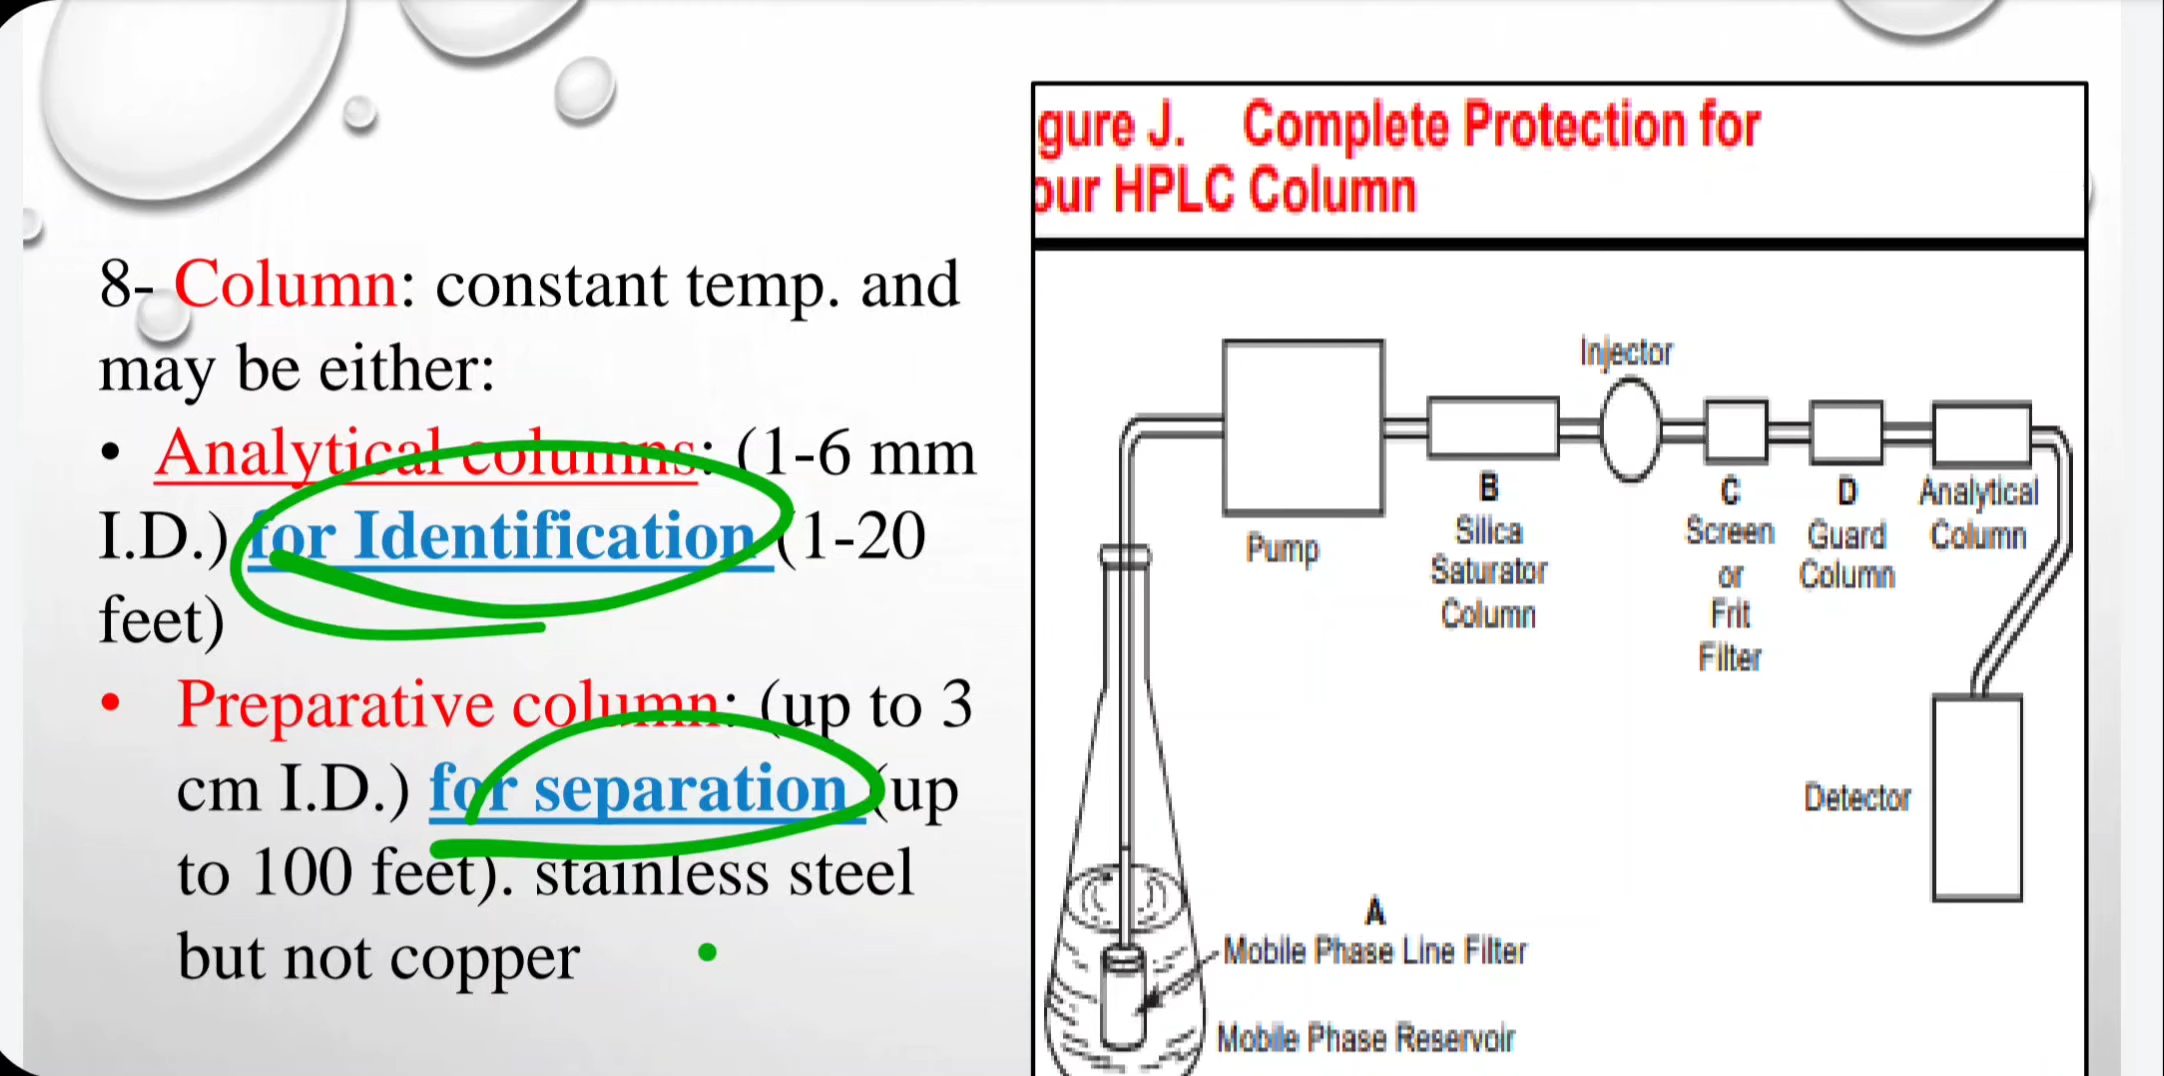 8- Column: constant temp. and
may be either:
• Analytical columns: (1-6 mm
I.D.) for Identification (1-20
feet)
• Preparative column: (up to 3
cm I.D.) for separation (up
to 100 feet). stainless steel
but not copper
gure J. Complete Protection for
our HPLC Column
Injector
Pump
B
Silica
Saturator
Column
C
Screen
or
Frit
Filter
D
Guard
Column
Analytical
Column
Detector
A
Mobile Phase Line Filter
Mobile Phase Reservoir